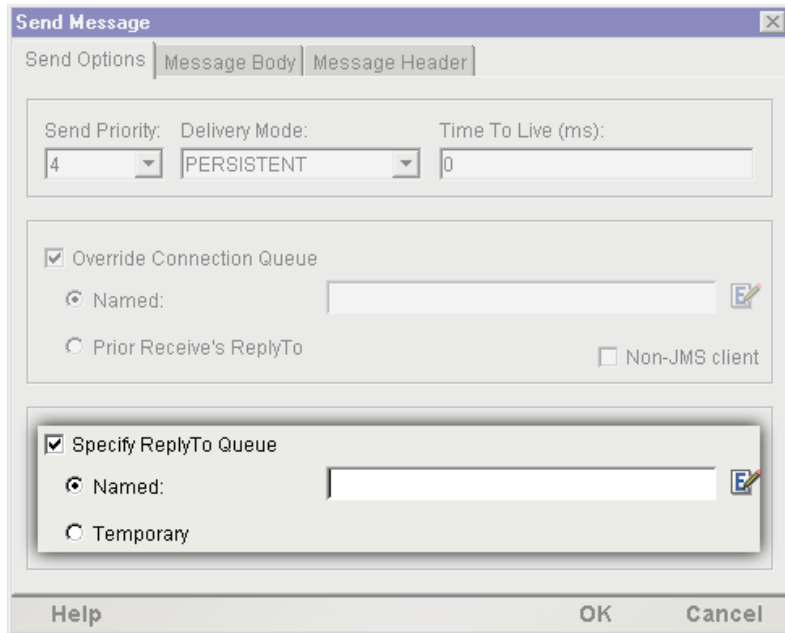 Send Message
Send Options Message Body Message Header
Send Priority: Delivery Mode: Time To Live (ms):
4 PERSISTENT 0
Override Connection Queue
Named:
Prior Receive's ReplyTo Non-JMS client
Specify ReplyTo Queue
Named:
Temporary
Help OK Cancel